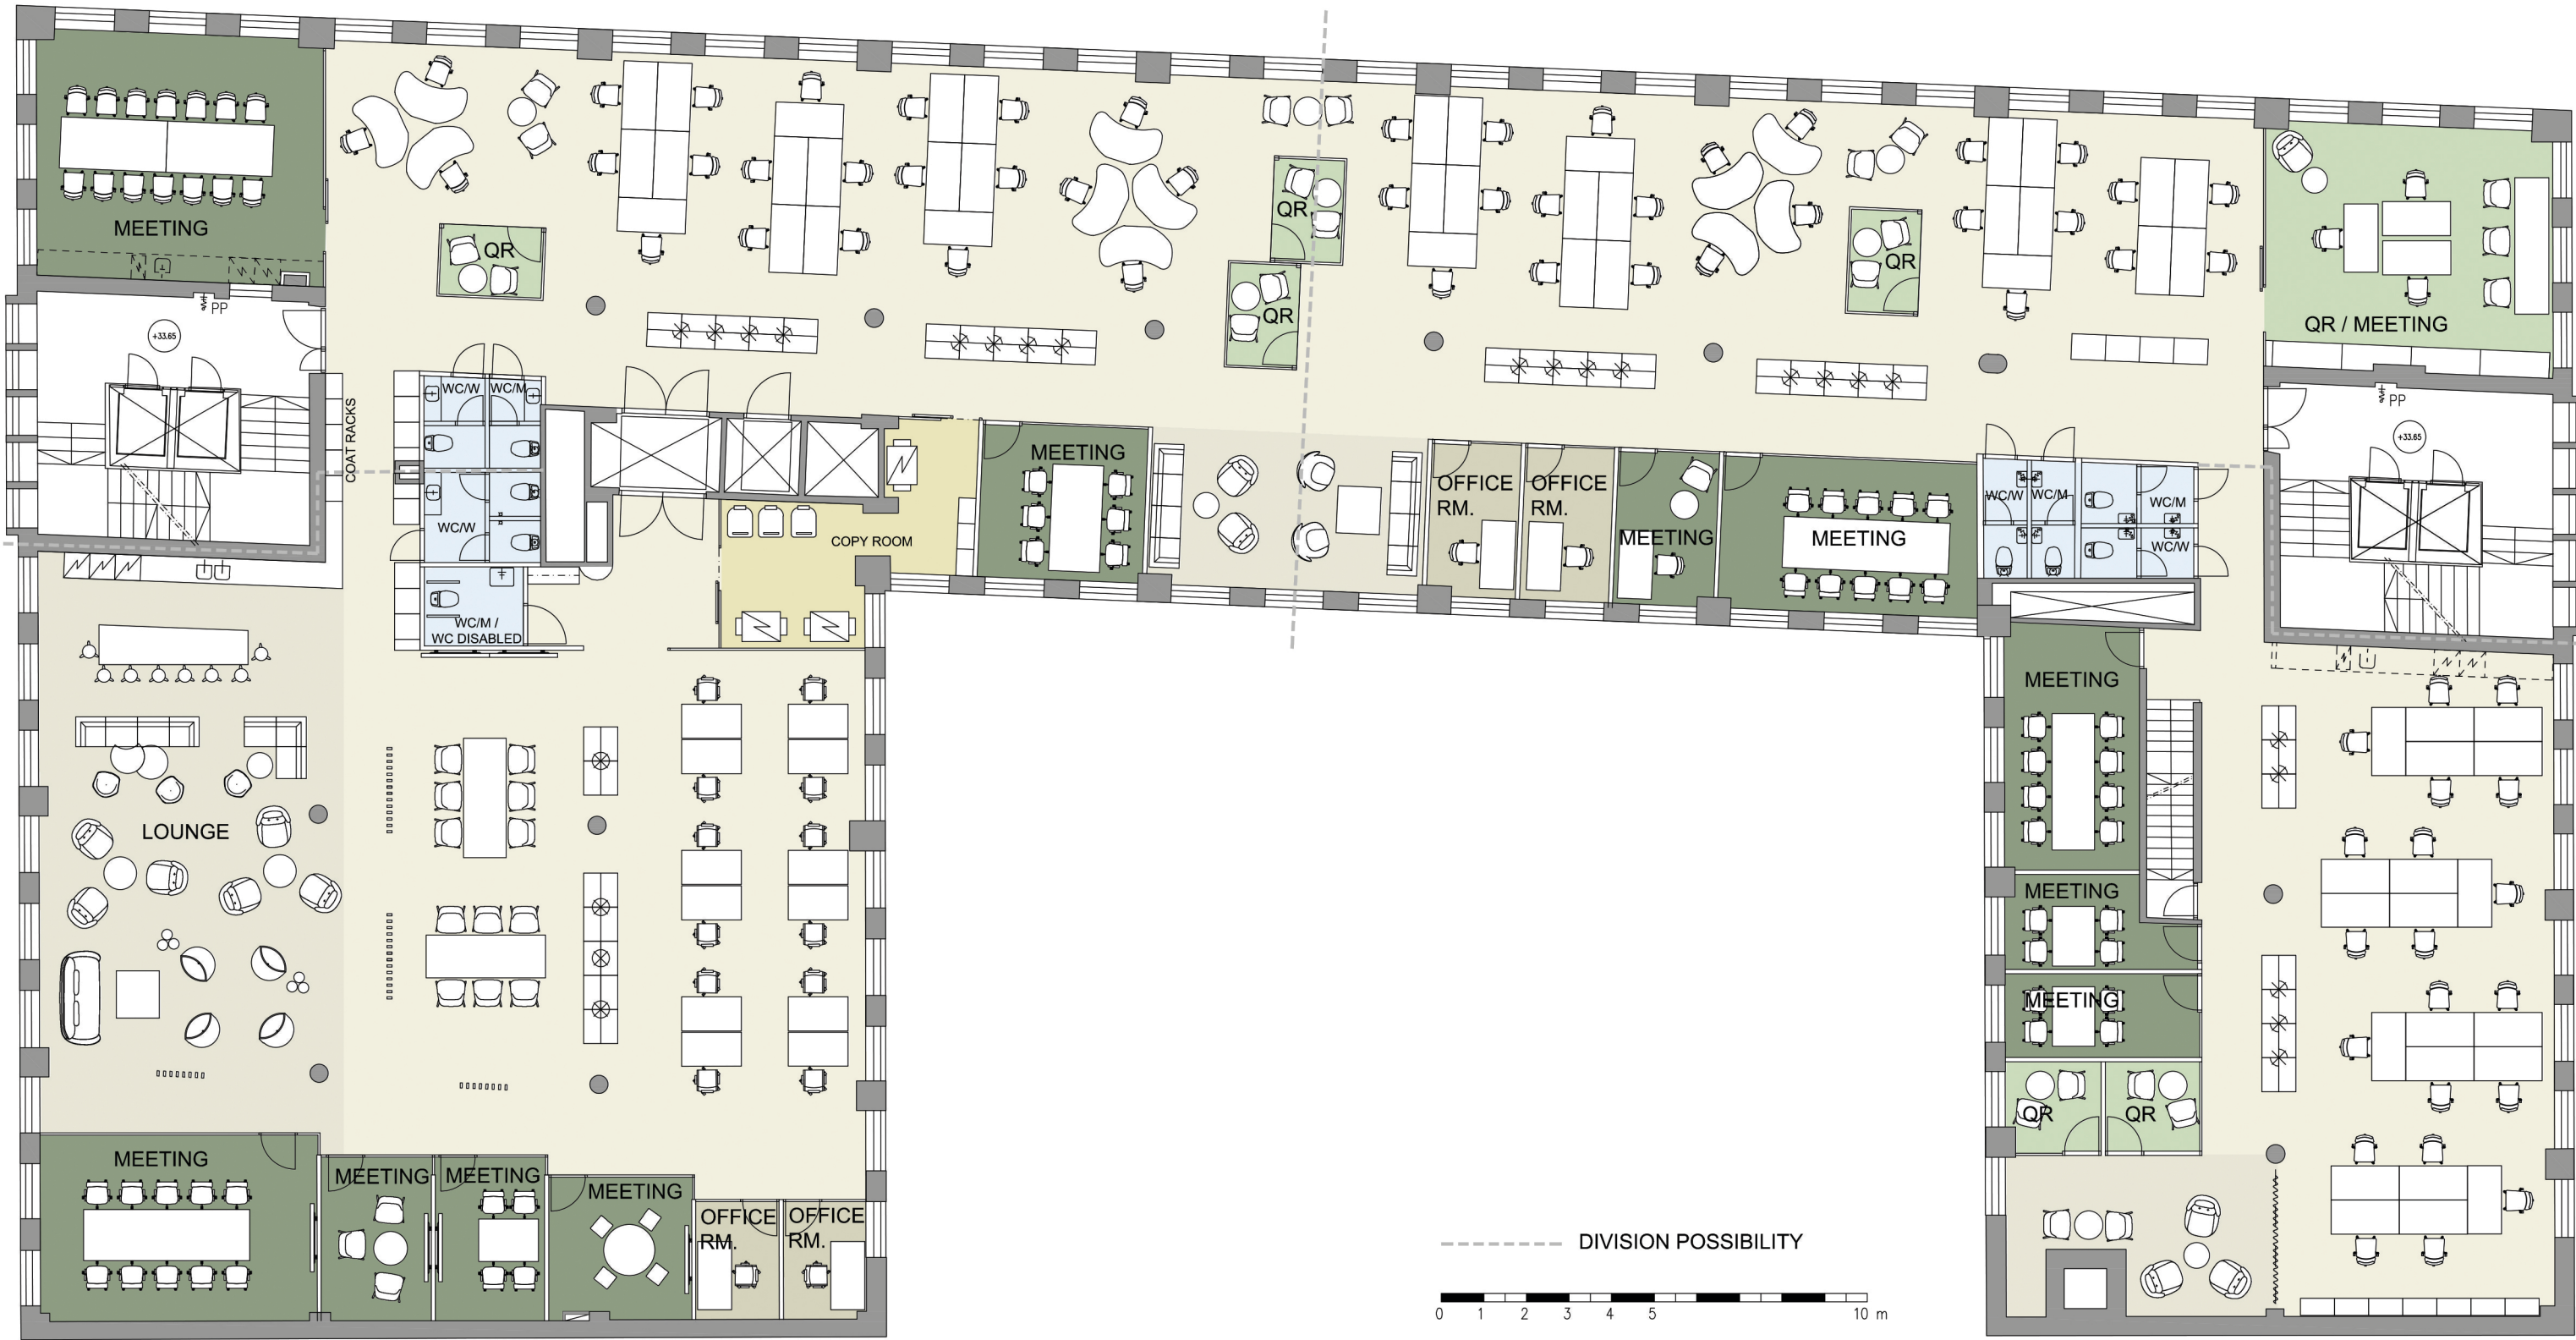 MEETING
PP
+33.65
QR
QR
QR
QR
QR / MEETING
PP
+33.65
COAT RACKS
WC/W
WC/M
WC/W
WC/M /
WC DISABLED
COPY ROOM
MEETING
OFFICE
RM.
OFFICE
RM.
MEETING
MEETING
WC/W
WC/M
WC/M
WC/W
LOUNGE
MEETING
MEETING
MEETING
QR
QR
MEETING
MEETING
MEETING
MEETING
OFFICE
RM.
OFFICE
RM.
DIVISION POSSIBILITY
0 1 2 3 4 5 10 m